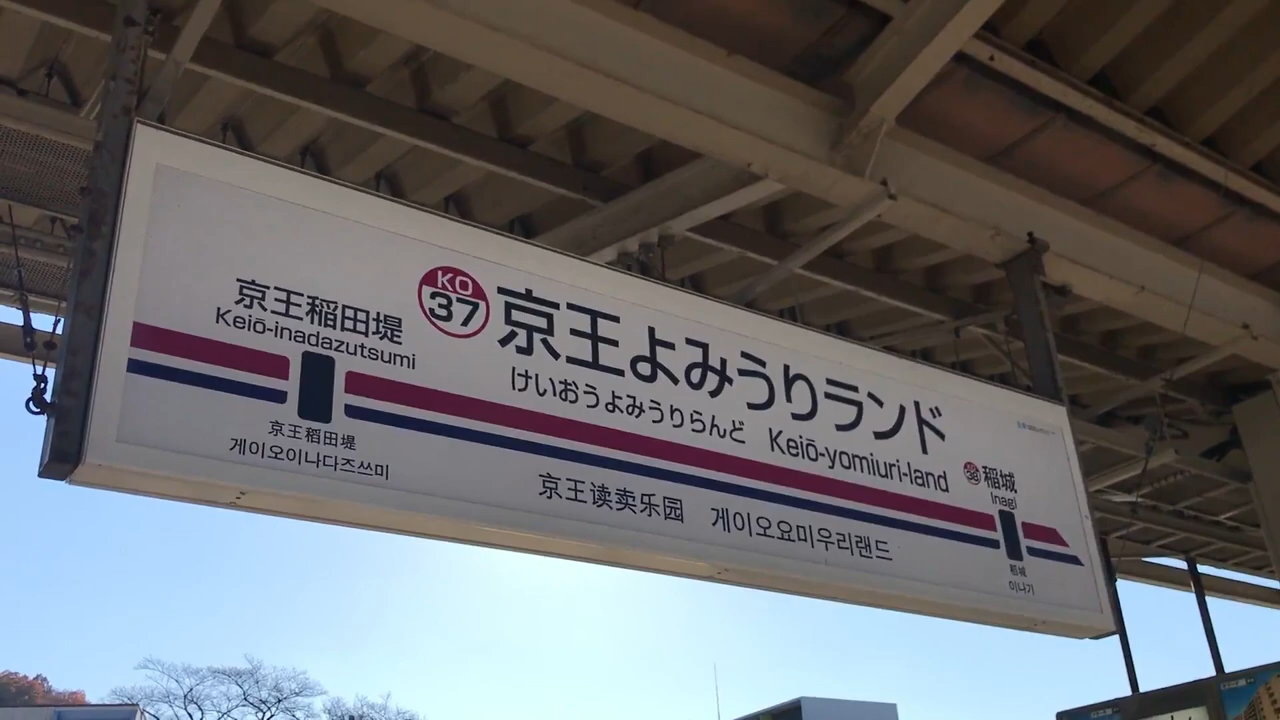 京王稲田堤
Keiō-inadazutsumi
京王稲田堤
게이오이나다즈쓰미
KO
37
京王よみうりランド
けいおうよみうりらんど
Keiō-yomiuri-land
京王读卖乐园
게이오요미우리랜드
KO
38
稲城
Inagi
稻城
이나기